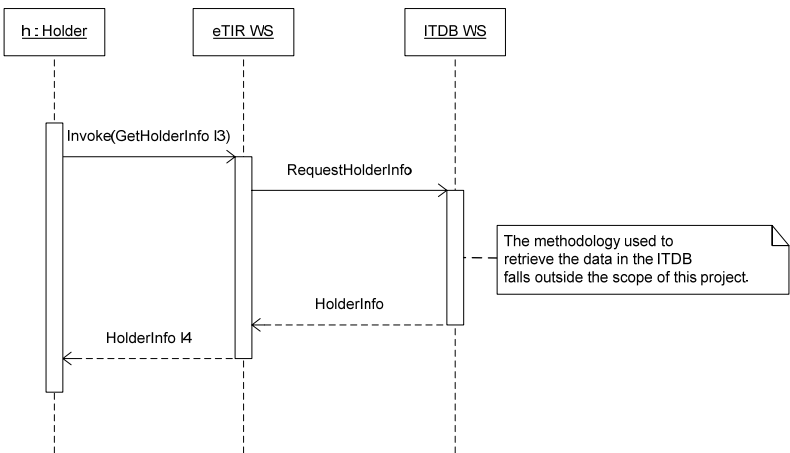 h : Holder
eTIR WS
ITDB WS
Invoke(GetHolderInfo I3)
RequestHolderInfo
The methodology used to
retrieve the data in the ITDB
falls outside the scope of this project.
HolderInfo
HolderInfo I4